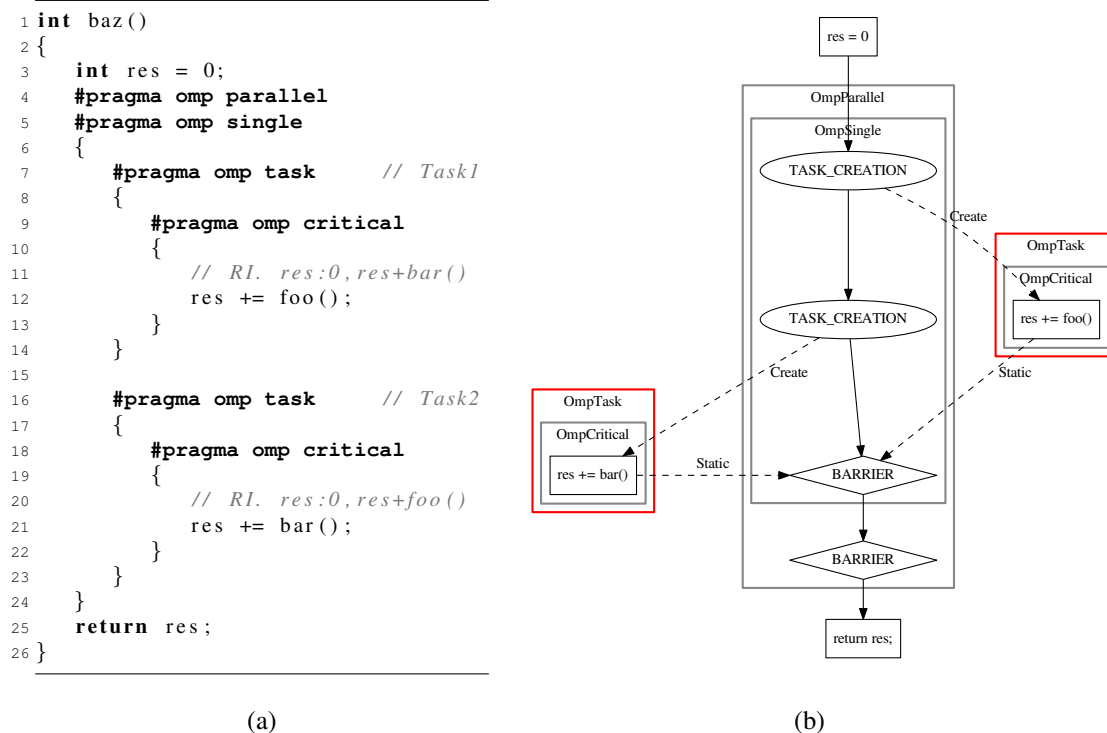 1 int baz()
2 {
3 int res = 0;
4 #pragma omp parallel
5 #pragma omp single
6 {
7 #pragma omp task // Task1
8 {
9 #pragma omp critical
10 {
11 // RI. res:0,res+bar()
12 res += foo();
13 }
14 }
15
16 #pragma omp task // Task2
17 {
18 #pragma omp critical
19 {
20 // RI. res:0,res+foo()
21 res += bar();
22 }
23 }
24 }
25 return res;
26 }
(a)
res = 0
OmpParallel
OmpSingle
TASK_CREATION
Create
OmpTask
OmpCritical
res += foo()
TASK_CREATION
Create
Static
OmpTask
OmpCritical
res += bar()
Static
BARRIER
BARRIER
return res;
(b)